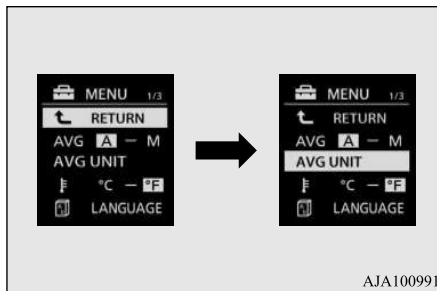 MENU 1/3
RETURN
AVG A — M
AVG UNIT
°C — °F
LANGUAGE
MENU 1/3
RETURN
AVG A — M
AVG UNIT
°C — °F
LANGUAGE
AJA100991